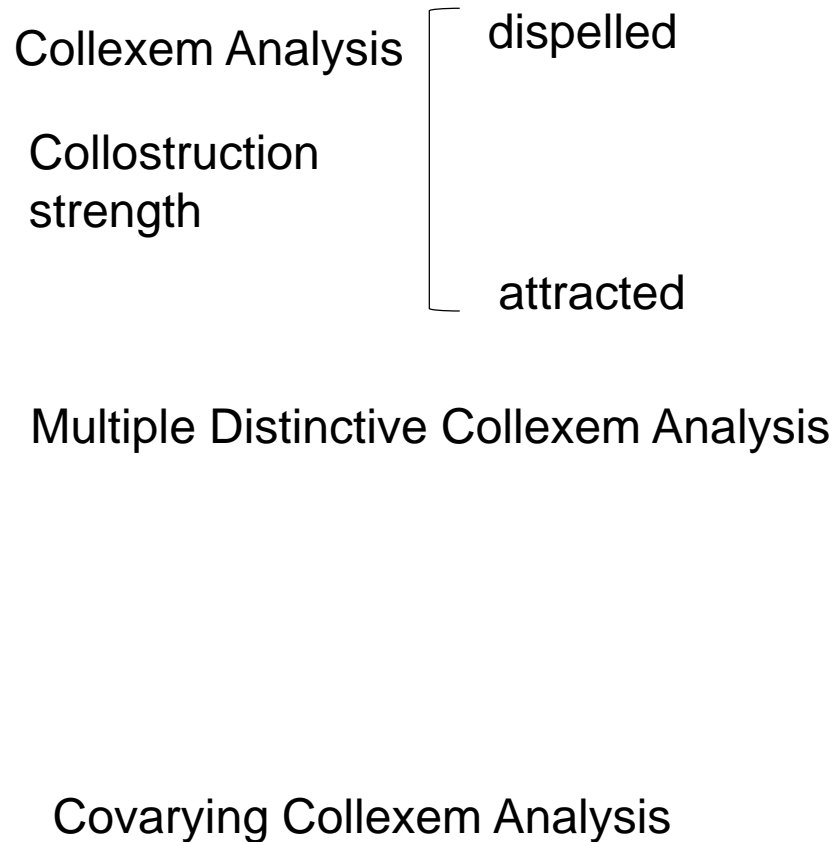 Collexem Analysis
dispelled
Collostruction
strength
attracted
Multiple Distinctive Collexem Analysis
Covarying Collexem Analysis